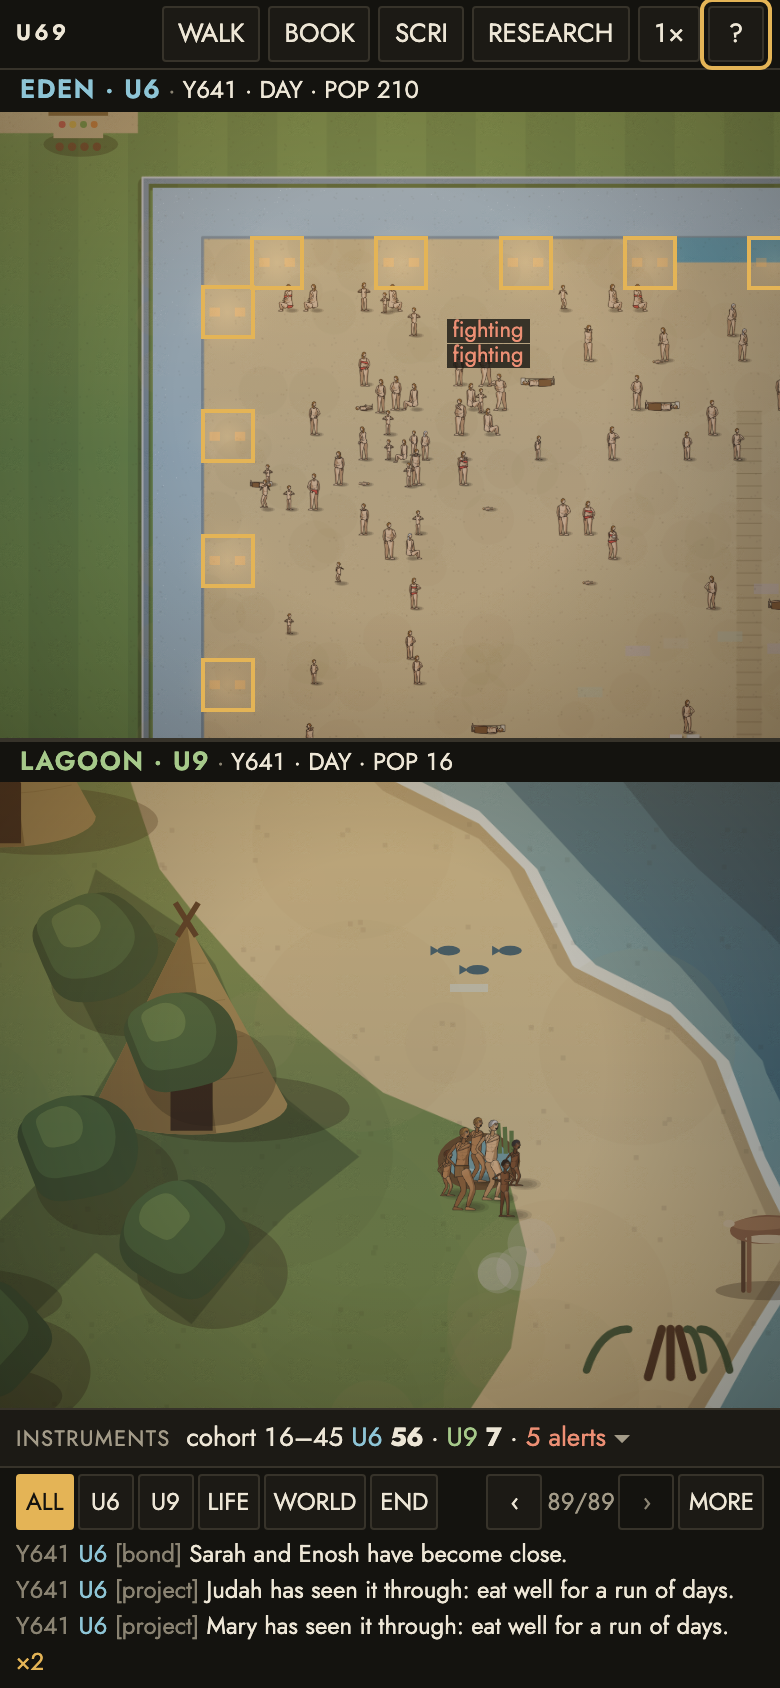 U69 WALK BOOK SCRI RESEARCH 1× ?
EDEN · U6 · Y641 · DAY · POP 210
fighting
fighting
LAGOON · U9 · Y641 · DAY · POP 16
INSTRUMENTS cohort 16–45 U6 56 · U9 7 · 5 alerts
ALL U6 U9 LIFE WORLD END ‹ 89/89 › MORE
Y641 U6 [bond] Sarah and Enosh have become close.
Y641 U6 [project] Judah has seen it through: eat well for a run of days.
Y641 U6 [project] Mary has seen it through: eat well for a run of days.
×2